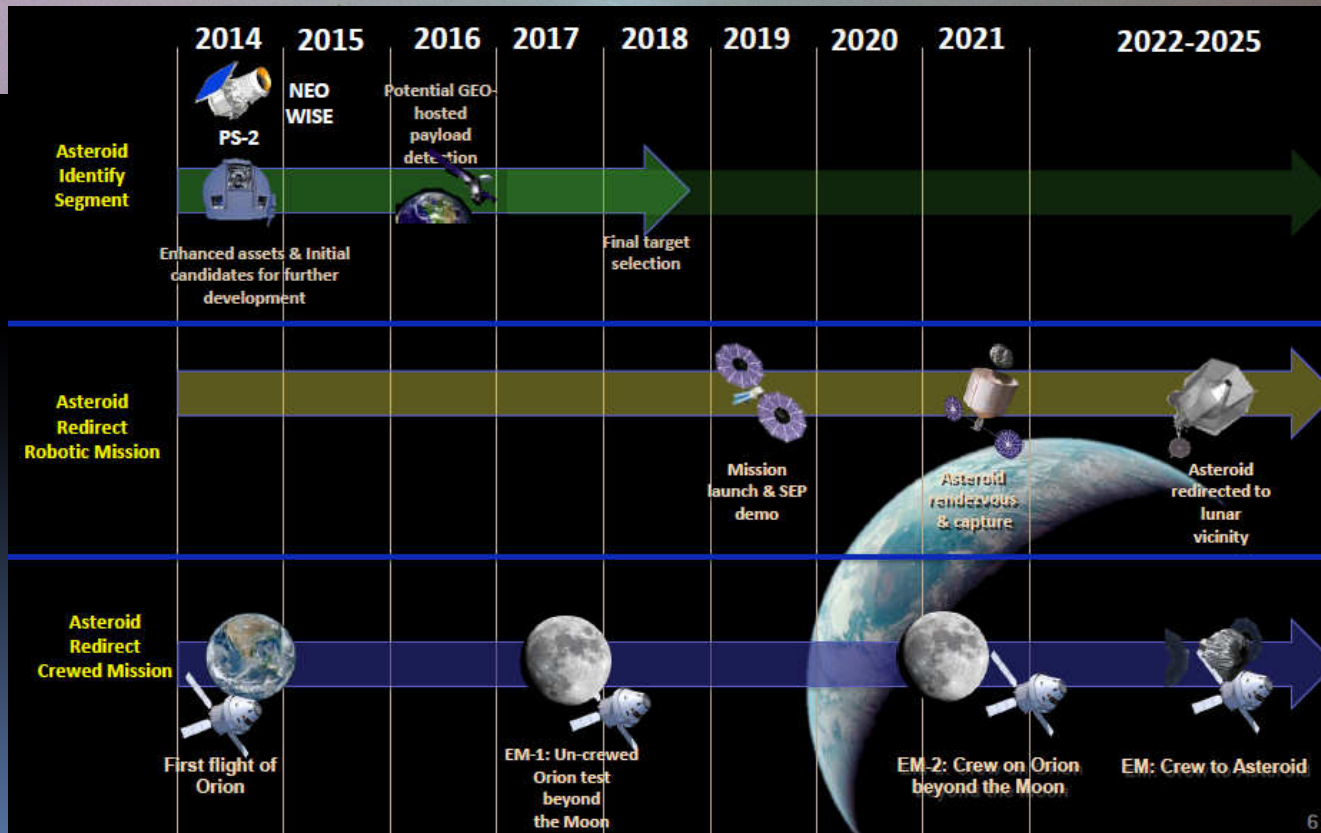 2014 2015 2016 2017 2018 2019 2020 2021 2022-2025
Asteroid
Identify
Segment
PS-2
NEO
WISE
Potential GEO-
hosted
payload
detection
Enhanced assets & Initial
candidates for further
development
Final target
selection
Asteroid
Redirect
Robotic Mission
Mission
launch & SEP
demo
Asteroid
rendezvous
& capture
Asteroid
redirected to
lunar
vicinity
Asteroid
Redirect
Crewed Mission
First flight of
Orion
EM-1: Un-crewed
Orion test
beyond
the Moon
EM-2: Crew on Orion
beyond the Moon
EM: Crew to Asteroid
6